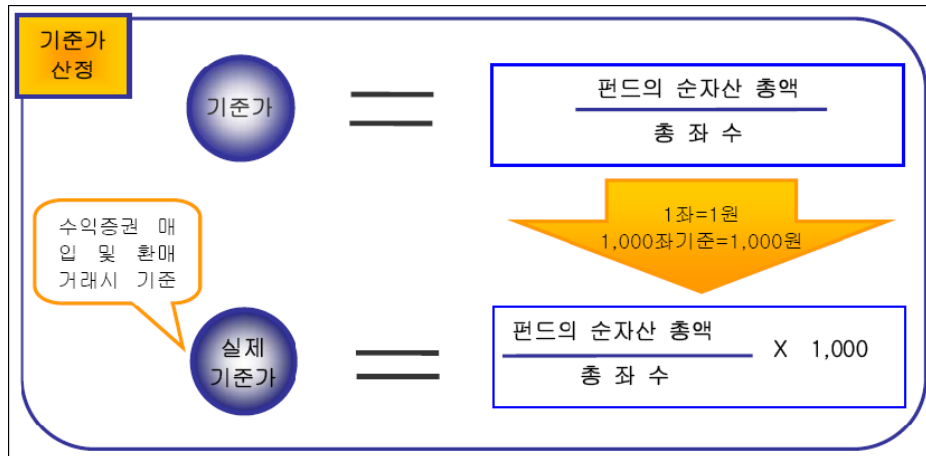 기준가
산정
기준가
펀드의 순자산 총액
총 좌 수
1좌=1원
1,000좌기준=1,000원
수익증권 매
입 및 환매
거래시 기준
실제
기준가
펀드의 순자산 총액
총 좌 수
X 1,000